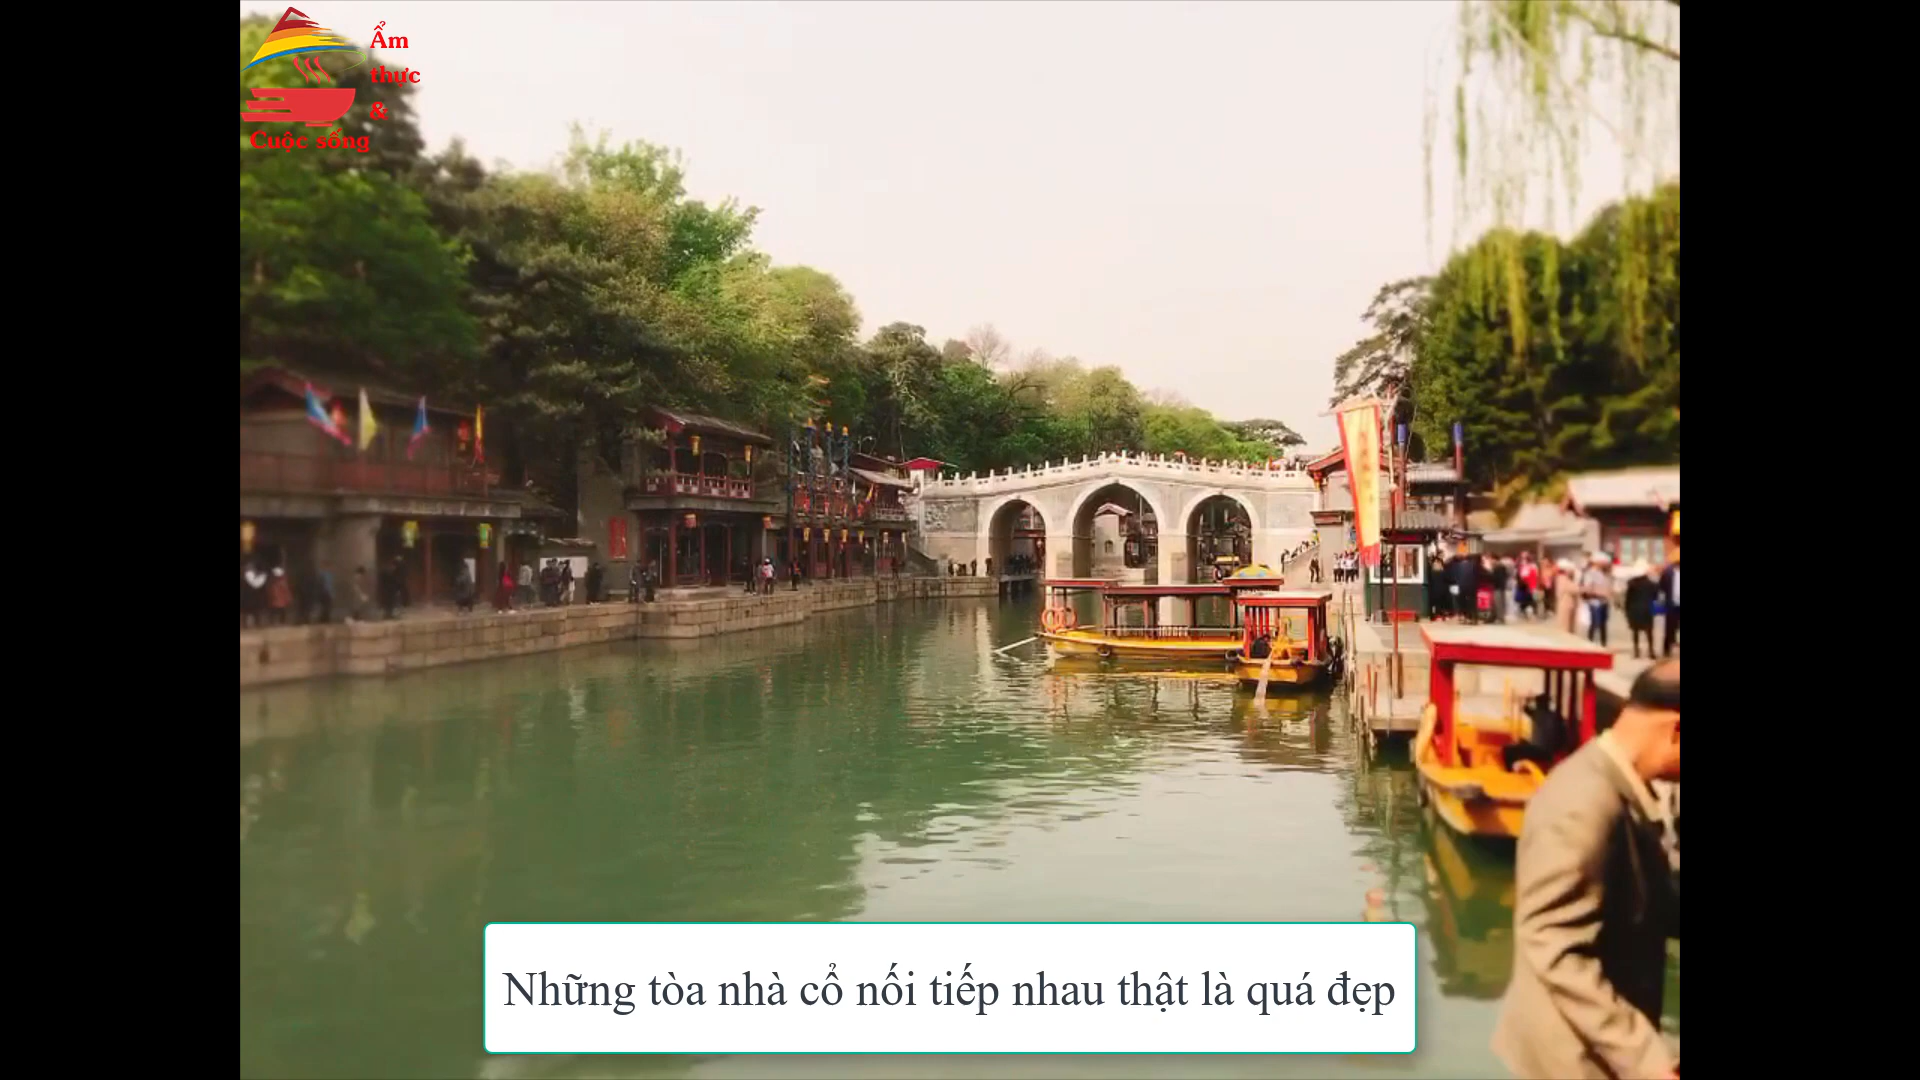 Ẩm
thực
&
Cuộc sống
Những tòa nhà cổ nối tiếp nhau thật là quá đẹp